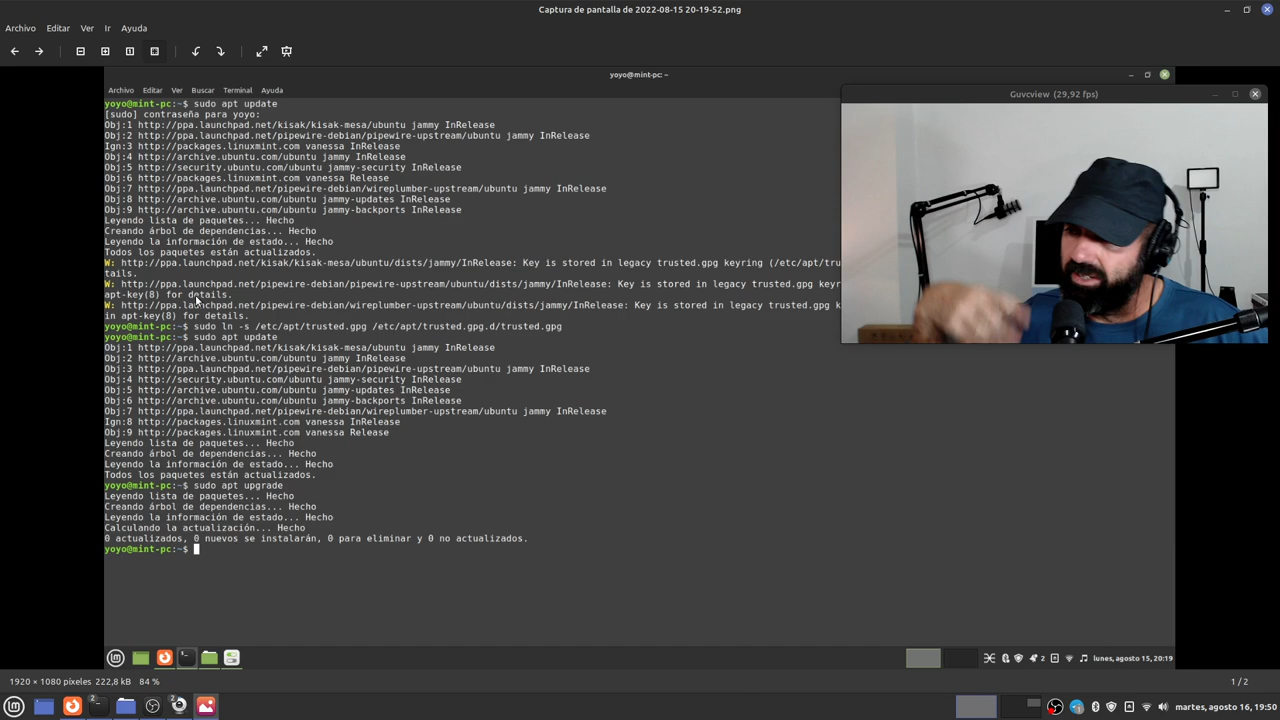 Captura de pantalla de 2022-08-15 20-19-52.png
Archivo Editar Ver Ir Ayuda
yoyo@mint-pc: ~
Archivo Editar Ver Buscar Terminal Ayuda
Guvcview (29,92 fps)
yoyo@mint-pc:~$ sudo apt update
[sudo] contraseña para yoyo:
Obj:1 http://ppa.launchpad.net/kisak/kisak-mesa/ubuntu jammy InRelease
Obj:2 http://ppa.launchpad.net/pipewire-debian/pipewire-upstream/ubuntu jammy InRelease
Ign:3 http://packages.linuxmint.com vanessa InRelease
Obj:4 http://archive.ubuntu.com/ubuntu jammy InRelease
Obj:5 http://security.ubuntu.com/ubuntu jammy-security InRelease
Obj:6 http://packages.linuxmint.com vanessa Release
Obj:7 http://ppa.launchpad.net/pipewire-debian/wireplumber-upstream/ubuntu jammy InRelease
Obj:8 http://archive.ubuntu.com/ubuntu jammy-updates InRelease
Obj:9 http://archive.ubuntu.com/ubuntu jammy-backports InRelease
Leyendo lista de paquetes... Hecho
Creando árbol de dependencias... Hecho
Leyendo la información de estado... Hecho
Todos los paquetes están actualizados.
W: http://ppa.launchpad.net/kisak/kisak-mesa/ubuntu/dists/jammy/InRelease: Key is stored in legacy trusted.gpg keyring (/etc/apt/tru
tails.
W: http://ppa.launchpad.net/pipewire-debian/pipewire-upstream/ubuntu/dists/jammy/InRelease: Key is stored in legacy trusted.gpg keyr
apt-key(8) for details.
W: http://ppa.launchpad.net/pipewire-debian/wireplumber-upstream/ubuntu/dists/jammy/InRelease: Key is stored in legacy trusted.gpg k
in apt-key(8) for details.
yoyo@mint-pc:~$ sudo ln -s /etc/apt/trusted.gpg /etc/apt/trusted.gpg.d/trusted.gpg
yoyo@mint-pc:~$ sudo apt update
Obj:1 http://ppa.launchpad.net/kisak/kisak-mesa/ubuntu jammy InRelease
Obj:2 http://archive.ubuntu.com/ubuntu jammy InRelease
Obj:3 http://ppa.launchpad.net/pipewire-debian/pipewire-upstream/ubuntu jammy InRelease
Obj:4 http://security.ubuntu.com/ubuntu jammy-security InRelease
Obj:5 http://archive.ubuntu.com/ubuntu jammy-updates InRelease
Obj:6 http://archive.ubuntu.com/ubuntu jammy-backports InRelease
Obj:7 http://ppa.launchpad.net/pipewire-debian/wireplumber-upstream/ubuntu jammy InRelease
Ign:8 http://packages.linuxmint.com vanessa InRelease
Obj:9 http://packages.linuxmint.com vanessa Release
Leyendo lista de paquetes... Hecho
Creando árbol de dependencias... Hecho
Leyendo la información de estado... Hecho
Todos los paquetes están actualizados.
yoyo@mint-pc:~$ sudo apt upgrade
Leyendo lista de paquetes... Hecho
Creando árbol de dependencias... Hecho
Leyendo la información de estado... Hecho
Calculando la actualización... Hecho
0 actualizados, 0 nuevos se instalarán, 0 para eliminar y 0 no actualizados.
yoyo@mint-pc:~$
2 lunes, agosto 15, 20:19
1920 × 1080 píxeles 222,8 kB 84 % 1 / 2
2 2 martes, agosto 16, 19:50